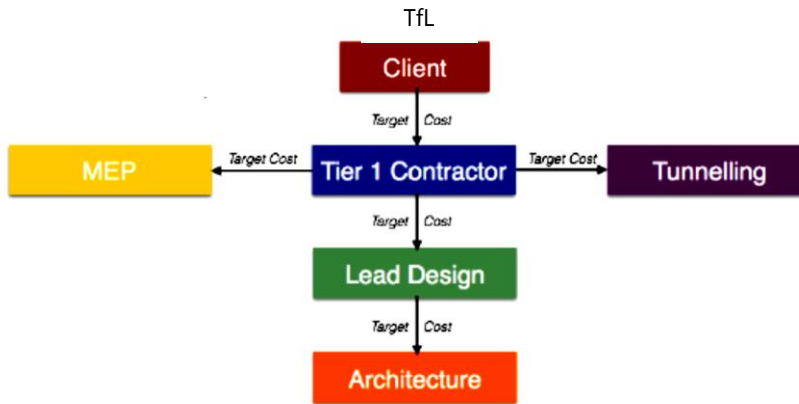 TfL
Client
Target Cost
MEP
Target Cost
Tier 1 Contractor
Target Cost
Tunnelling
Target Cost
Lead Design
Target Cost
Architecture